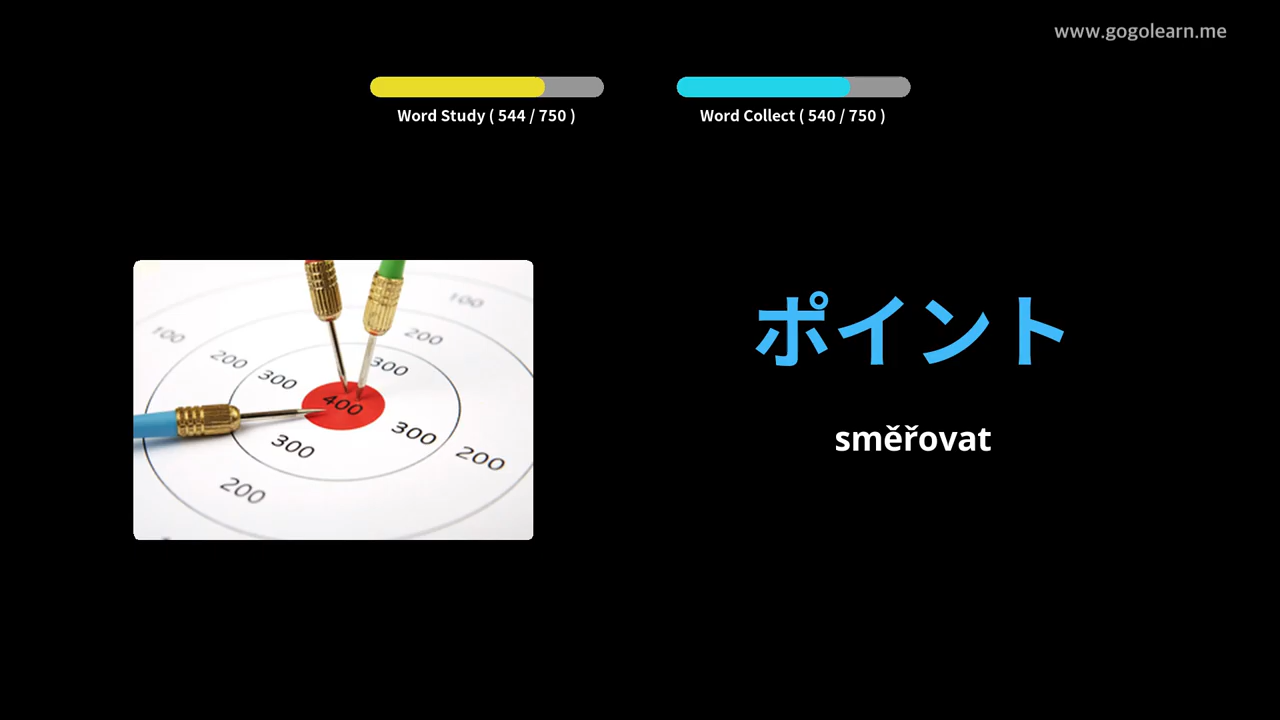 www.gogolearn.me
Word Study ( 544 / 750 )
Word Collect ( 540 / 750 )
100
100
200
200
300
300
400
300
300
200
200
ポイント
směřovat